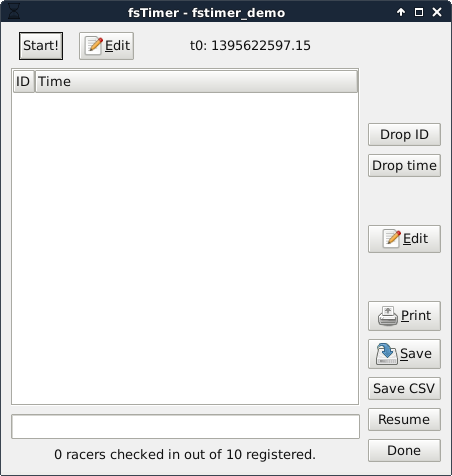 fsTimer - fstimer_demo
Start! Edit t0: 1395622597.15
ID Time
Drop ID
Drop time
Edit
Print
Save
Save CSV
Resume
Done
0 racers checked in out of 10 registered.